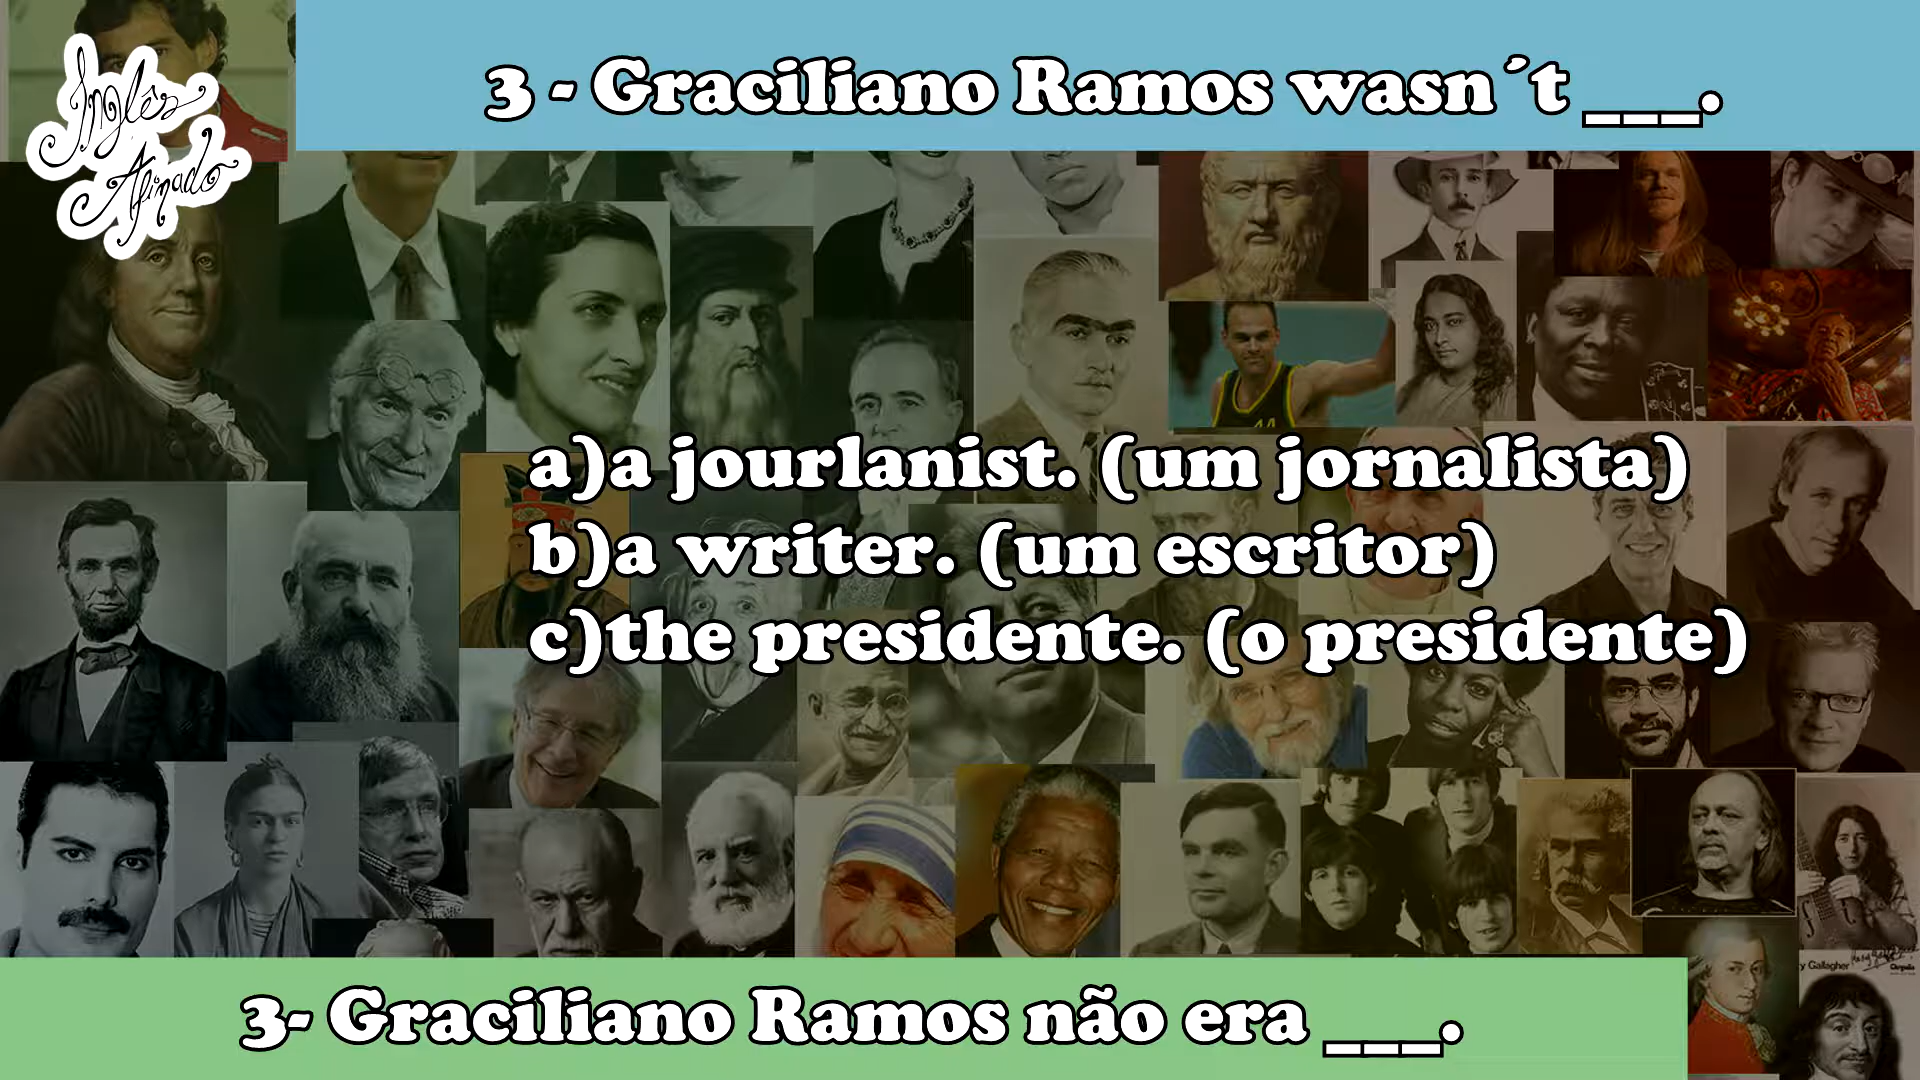 Inglês
Afinado
3 - Graciliano Ramos wasn´t ___.
a)a jourlanist. (um jornalista)
b)a writer. (um escritor)
c)the presidente. (o presidente)
y Gallagher
3- Graciliano Ramos não era ___.